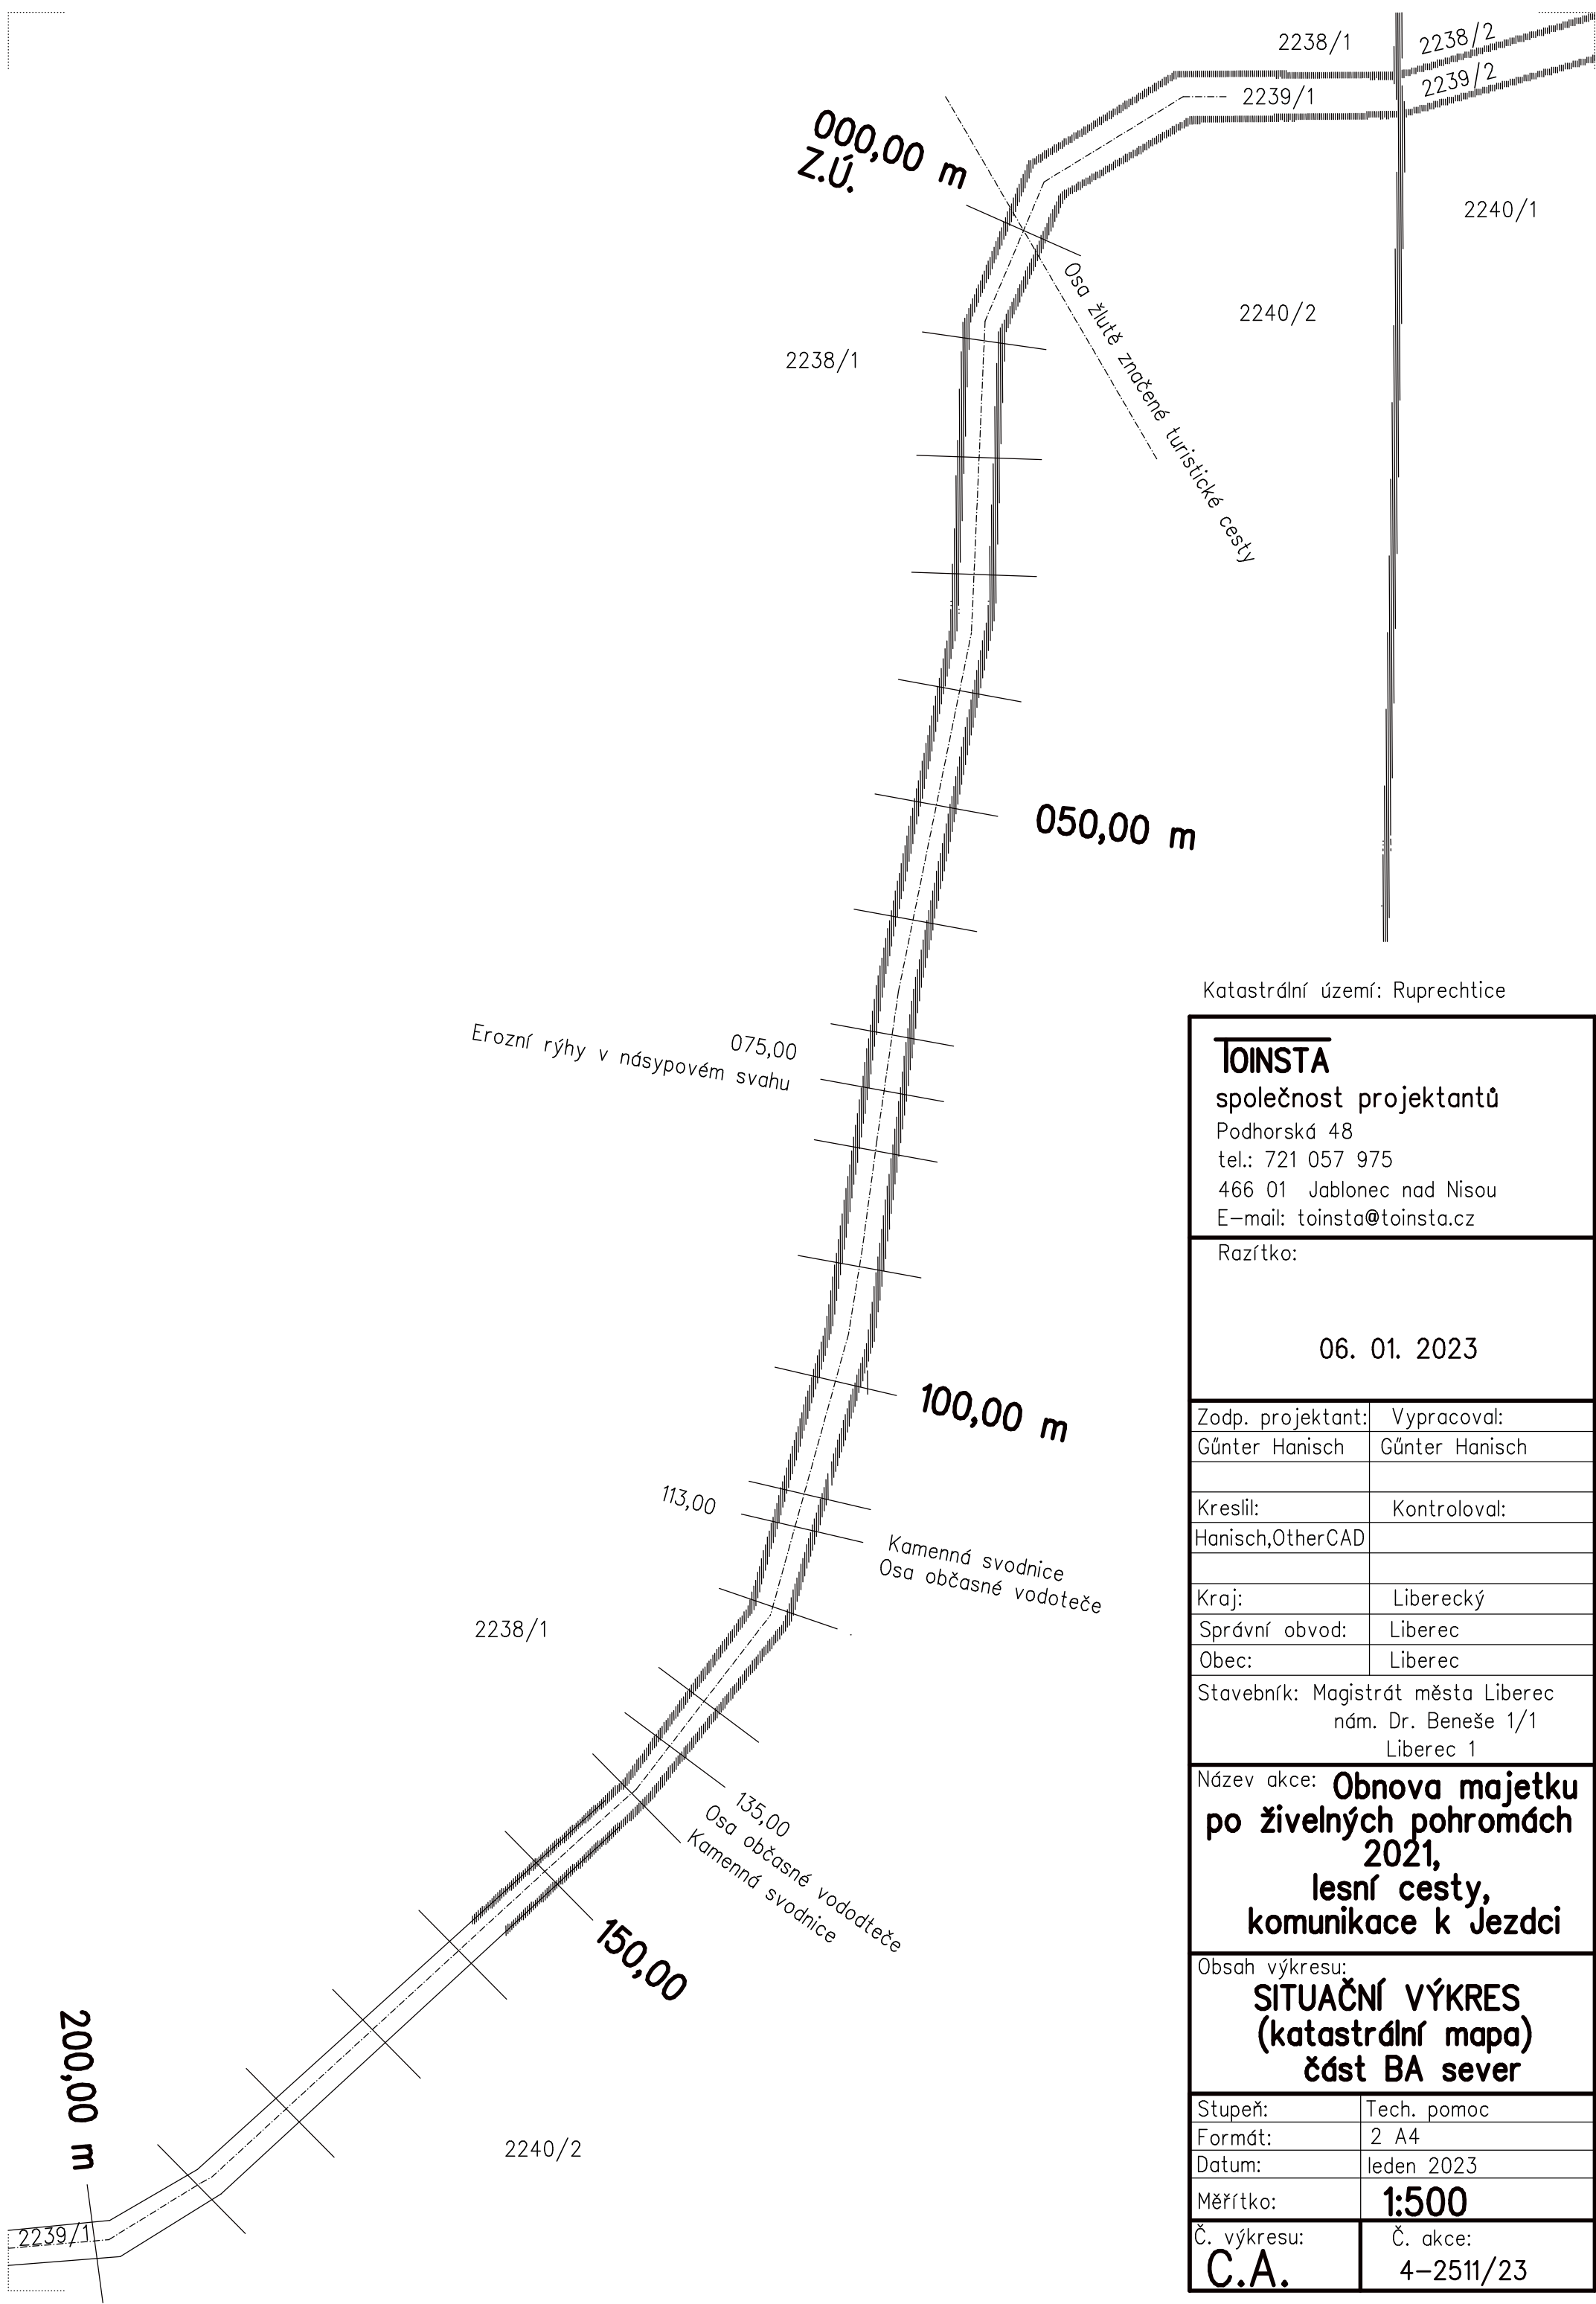 2238/1
2238/2
2239/2
2239/1
000,00 m
Z.Ú.
2240/1
Osa žlutě značené turistické cesty
2240/2
2238/1
050,00 m
Katastrální území: Ruprechtice
075,00
Erozní rýhy v násypovém svahu
100,00 m
113,00
Kamenná svodnice
Osa občasné vodoteče
2238/1
135,00
Osa občasné vododteče
Kamenná svodnice
150,00
200,00 m
2240/2
2239/1
TOINSTA
společnost projektantů
Podhorská 48
tel.: 721 057 975
466 01 Jablonec nad Nisou
E-mail: toinsta@toinsta.cz
Razítko:
06. 01. 2023
Zodp. projektant: Vypracoval:
Gűnter Hanisch Gűnter Hanisch
Kreslil: Kontroloval:
Hanisch,OtherCAD
Kraj: Liberecký
Správní obvod: Liberec
Obec: Liberec
Stavebník: Magistrát města Liberec
nám. Dr. Beneše 1/1
Liberec 1
Název akce: Obnova majetku
po živelných pohromách
2021,
lesní cesty,
komunikace k Jezdci
Obsah výkresu:
SITUAČNÍ VÝKRES
(katastrální mapa)
část BA sever
Stupeň: Tech. pomoc
Formát: 2 A4
Datum: leden 2023
Měřítko: 1:500
Č. výkresu: Č. akce:
C.A. 4-2511/23